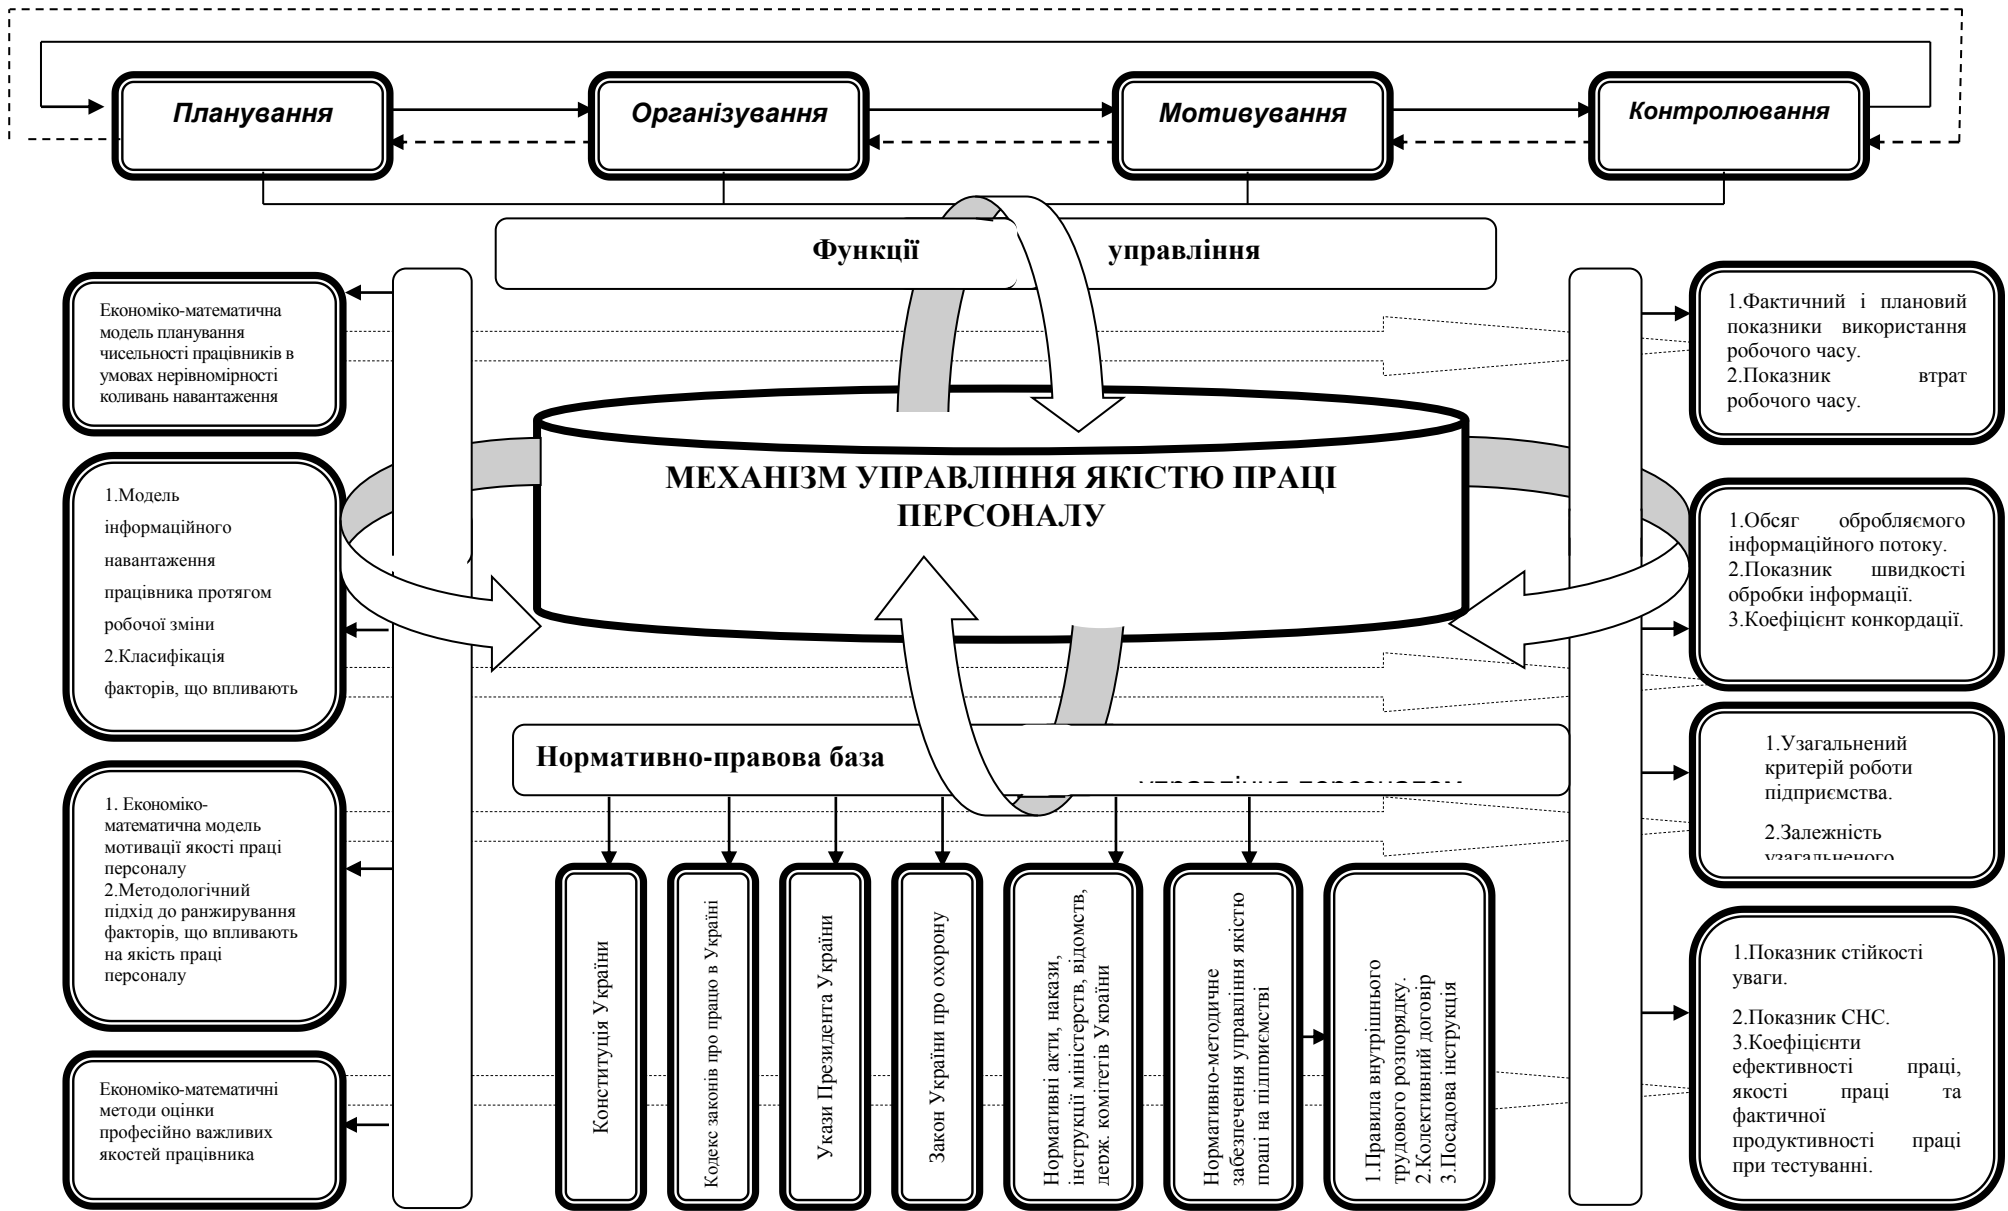 Планування
Організування
Мотивування
Контролювання
Функції управління
Економіко-математична
модель планування
чисельності працівників в
умовах нерівномірності
коливань навантаження
1.Модель
інформаційного
навантаження
працівника протягом
робочої зміни
2.Класифікація
факторів, що впливають
1. Економіко-
математична модель
мотивації якості праці
персоналу
2.Методологічний
підхід до ранжирування
факторів, що впливають
на якість праці
персоналу
Економіко-математичні
методи оцінки
професійно важливих
якостей працівника
МЕХАНІЗМ УПРАВЛІННЯ ЯКІСТЮ ПРАЦІ
ПЕРСОНАЛУ
Нормативно-правова база
управління персоналом
Конституція України
Кодекс законів про працю в Україні
Укази Президента України
Закон України про охорону
Нормативні акти, накази,
інструкції міністерств, відомств,
держ. комітетів України
Нормативно-методичне
забезпечення управління якістю
праці на підприємстві
1.Правила внутрішнього
трудового розпорядку.
2.Колективний договір
3.Посадова інструкція
1.Фактичний і плановий
показники використання
робочого часу.
2.Показник втрат
робочого часу.
1.Обсяг обробляємого
інформаційного потоку.
2.Показник швидкості
обробки інформації.
3.Коефіцієнт конкордації.
1.Узагальнений
критерій роботи
підприємства.
2.Залежність
узагальненого
1.Показник стійкості
уваги.
2.Показник СНС.
3.Коефіцієнти
ефективності праці,
якості праці та
фактичної
продуктивності праці
при тестуванні.